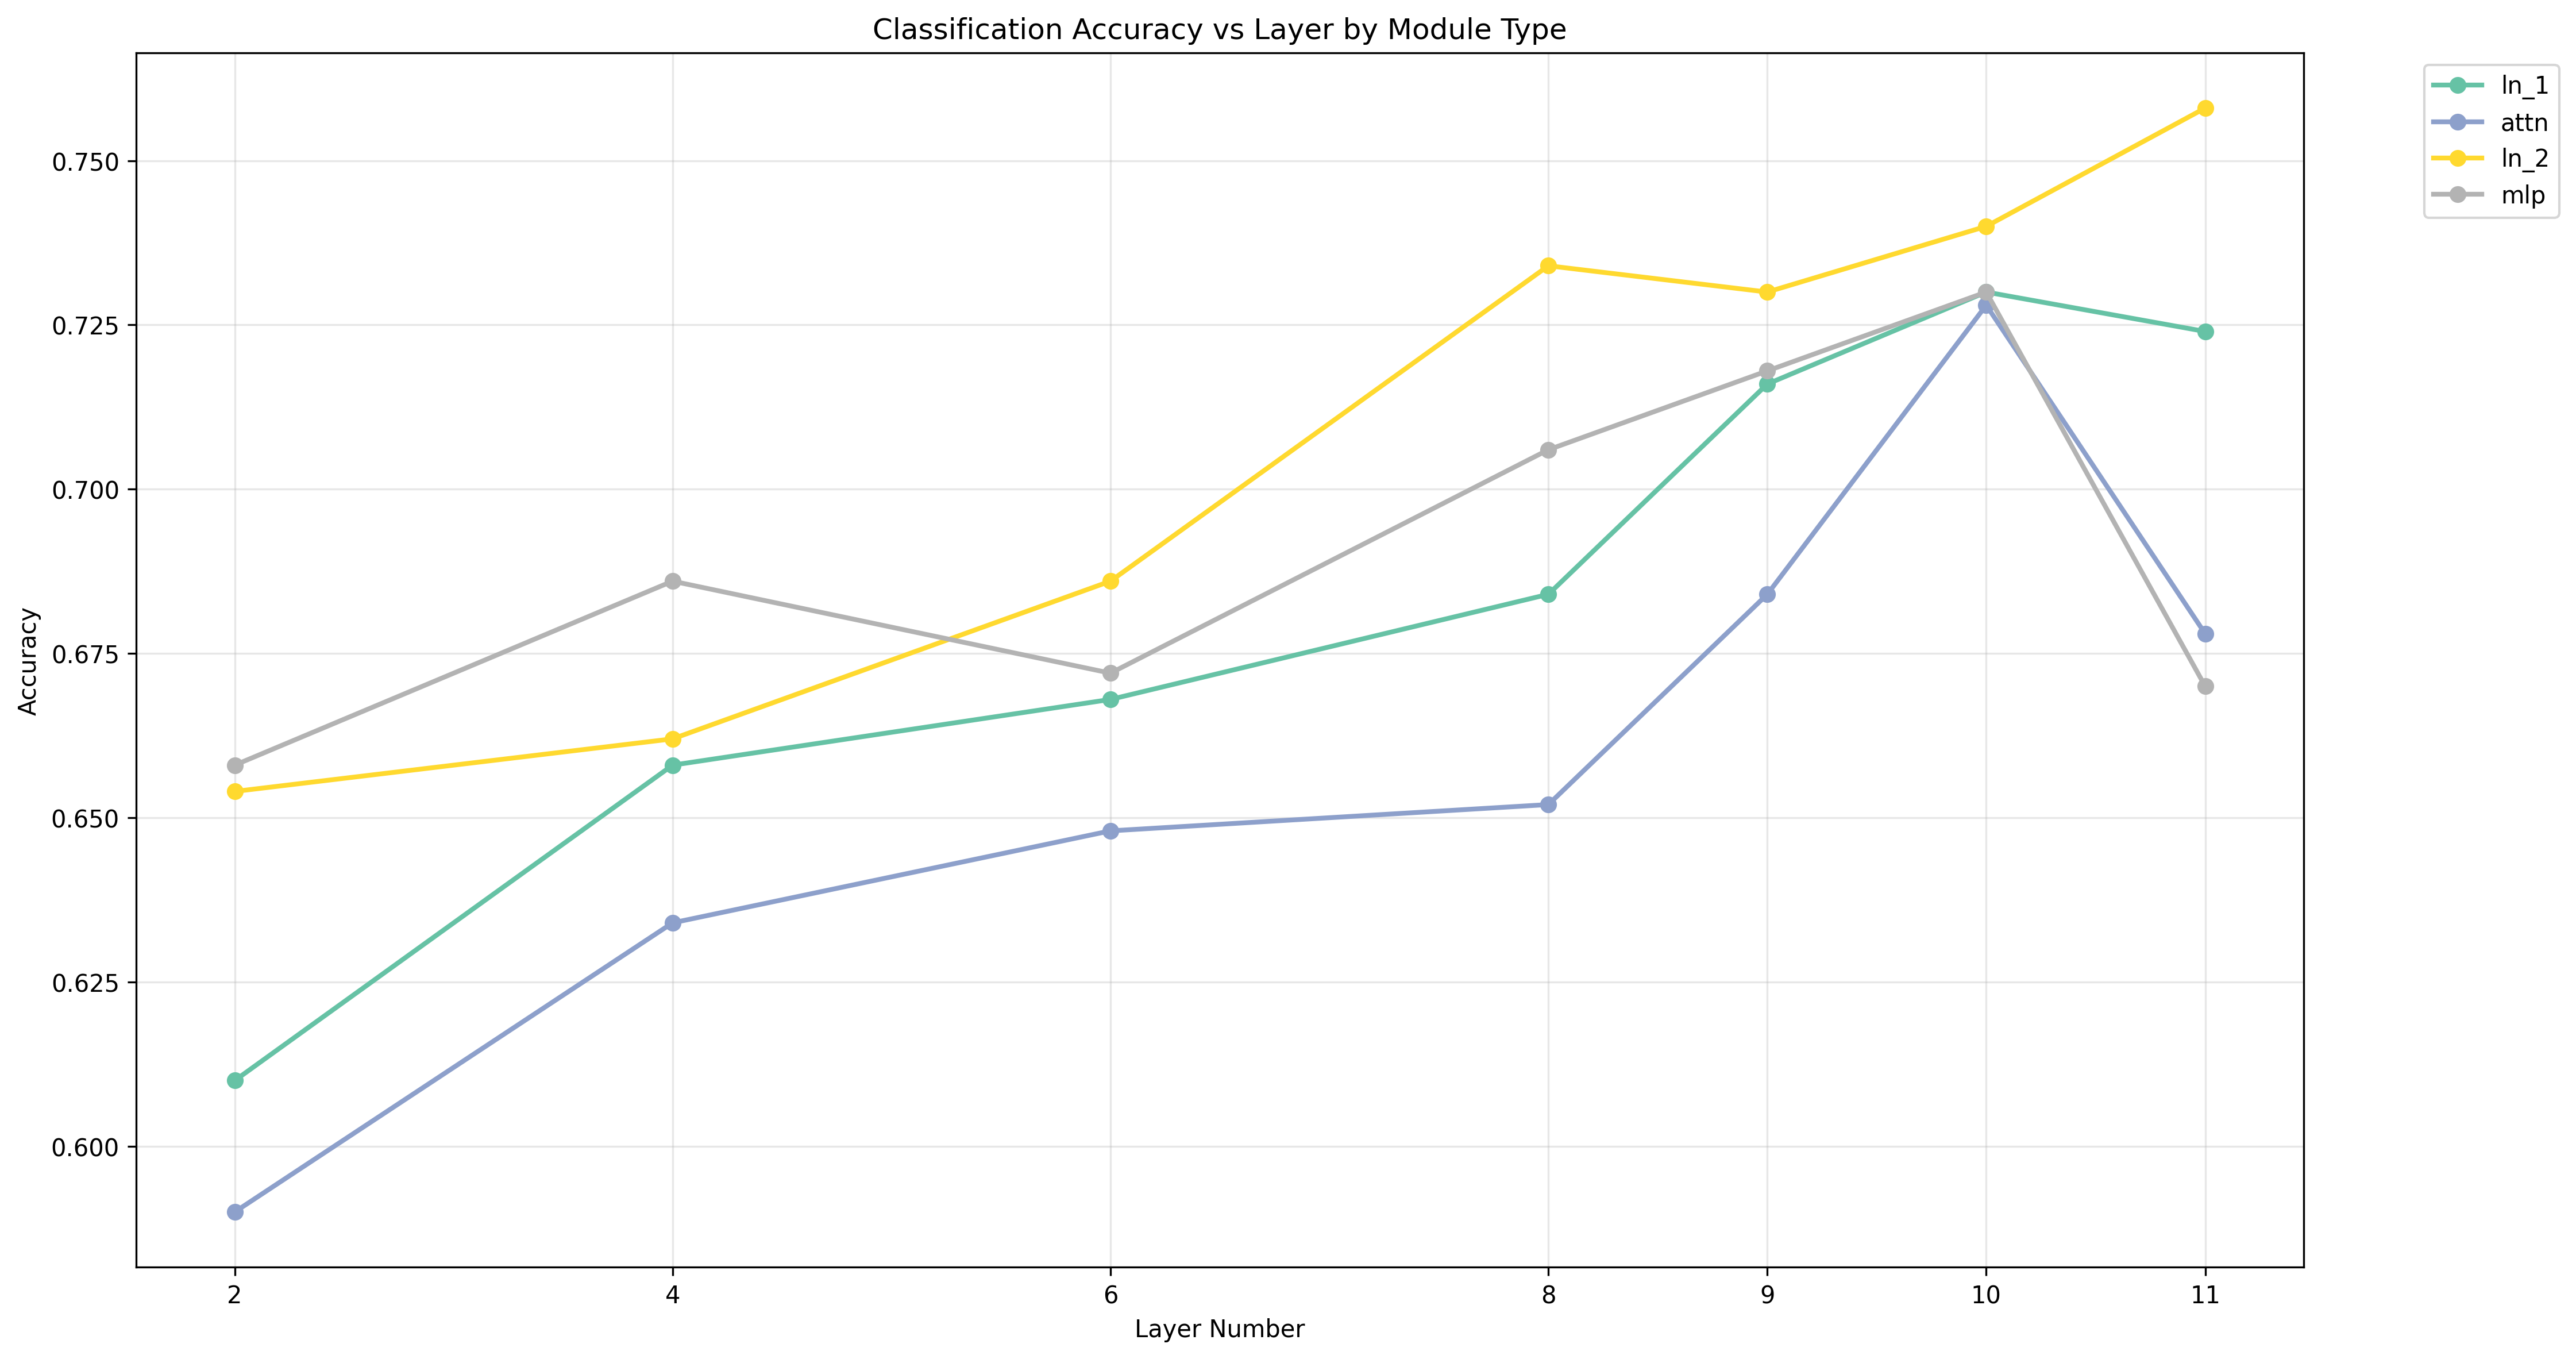 Classification Accuracy vs Layer by Module Type
ln_1
attn
ln_2
mlp
0.750
0.725
0.700
0.675
0.650
0.625
0.600
Accuracy
2 4 6 8 9 10 11
Layer Number